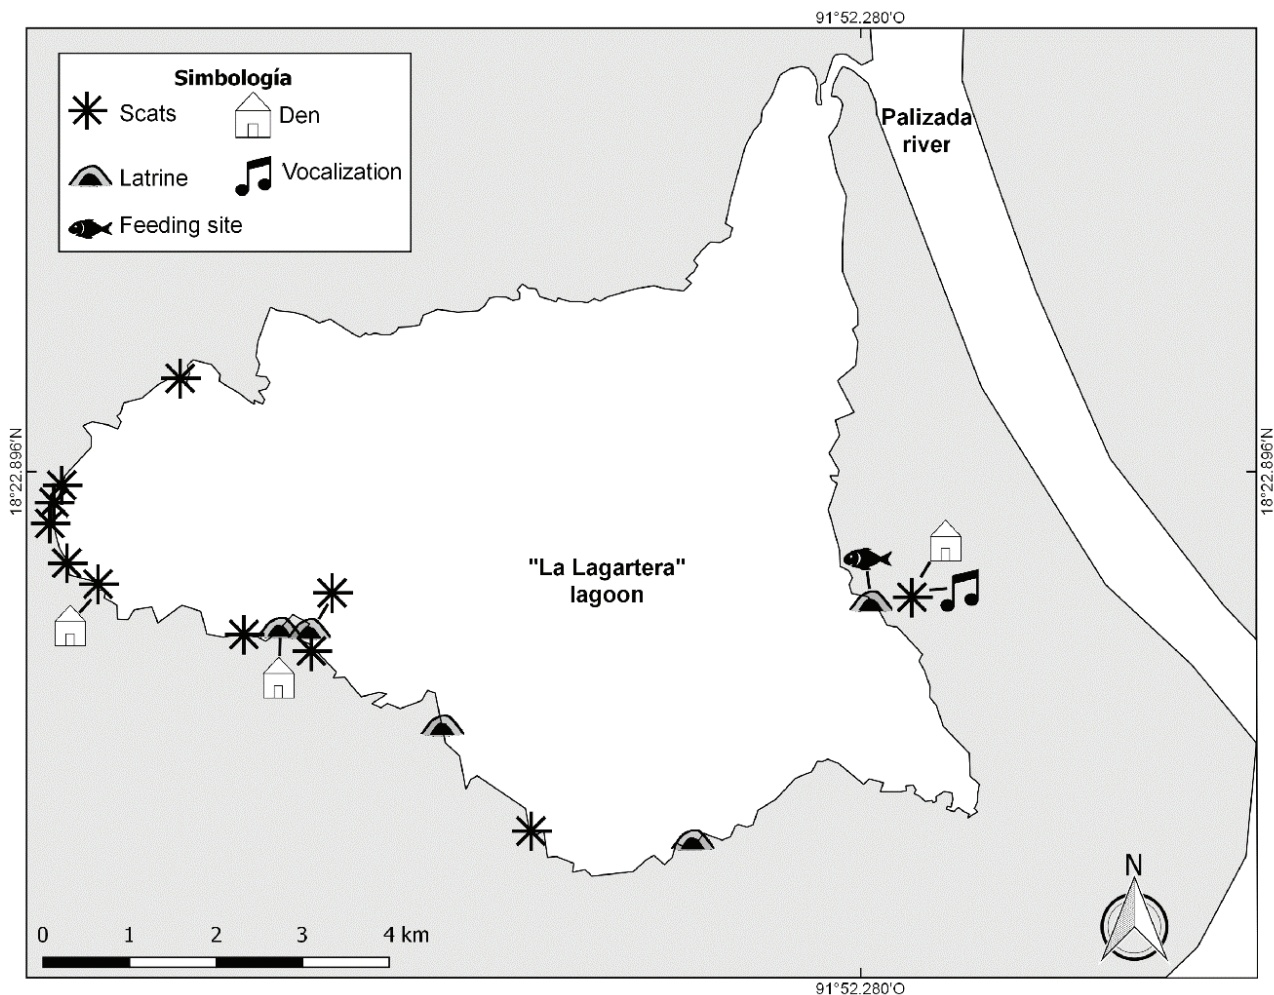 91°52.280'O
Simbología
Scats
Den
Latrine
Vocalization
Feeding site
Palizada
river
18°22.896'N
18°22.896'N
"La Lagartera"
lagoon
N
0 1 2 3 4 km
91°52.280'O